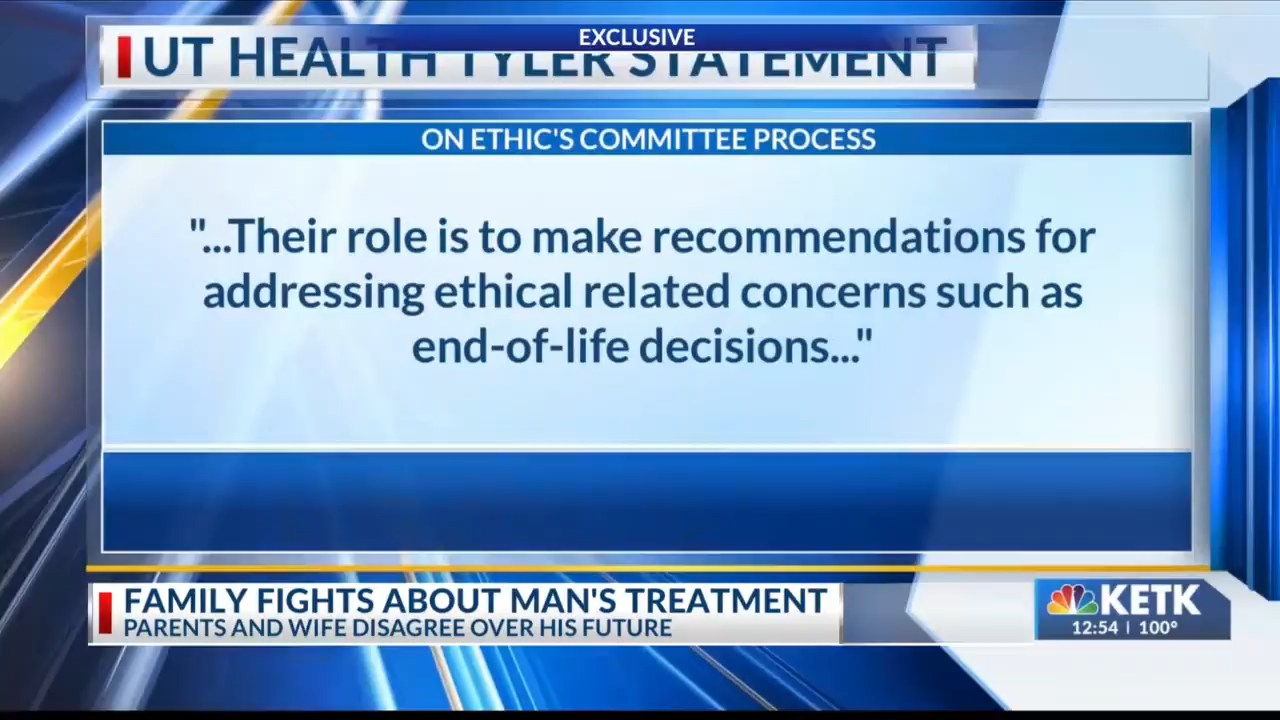 EXCLUSIVE
UT HEALTH TYLER STATEMENT
ON ETHIC'S COMMITTEE PROCESS
"...Their role is to make recommendations for
addressing ethical related concerns such as
end-of-life decisions..."
FAMILY FIGHTS ABOUT MAN'S TREATMENT
PARENTS AND WIFE DISAGREE OVER HIS FUTURE
KETK
12:54 | 100°